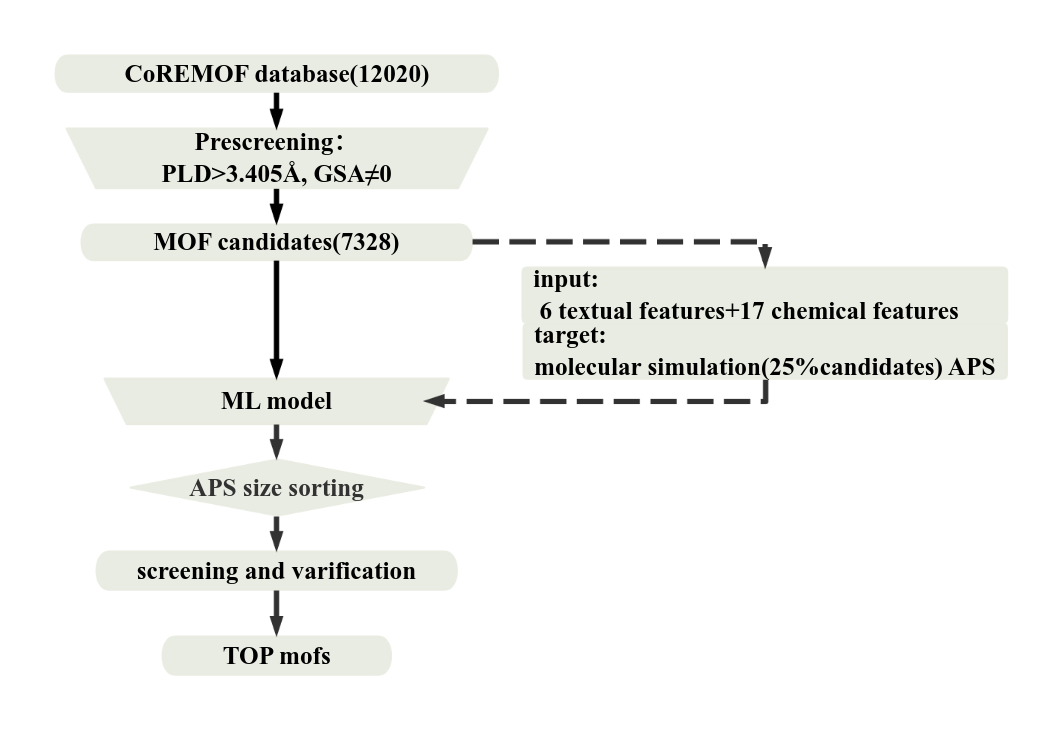 CoREMOF database(12020)
Prescreening：
PLD>3.405Å, GSA≠0
MOF candidates(7328)
input:
6 textual features+17 chemical features
target:
molecular simulation(25%candidates) APS
ML model
APS size sorting
screening and varification
TOP mofs